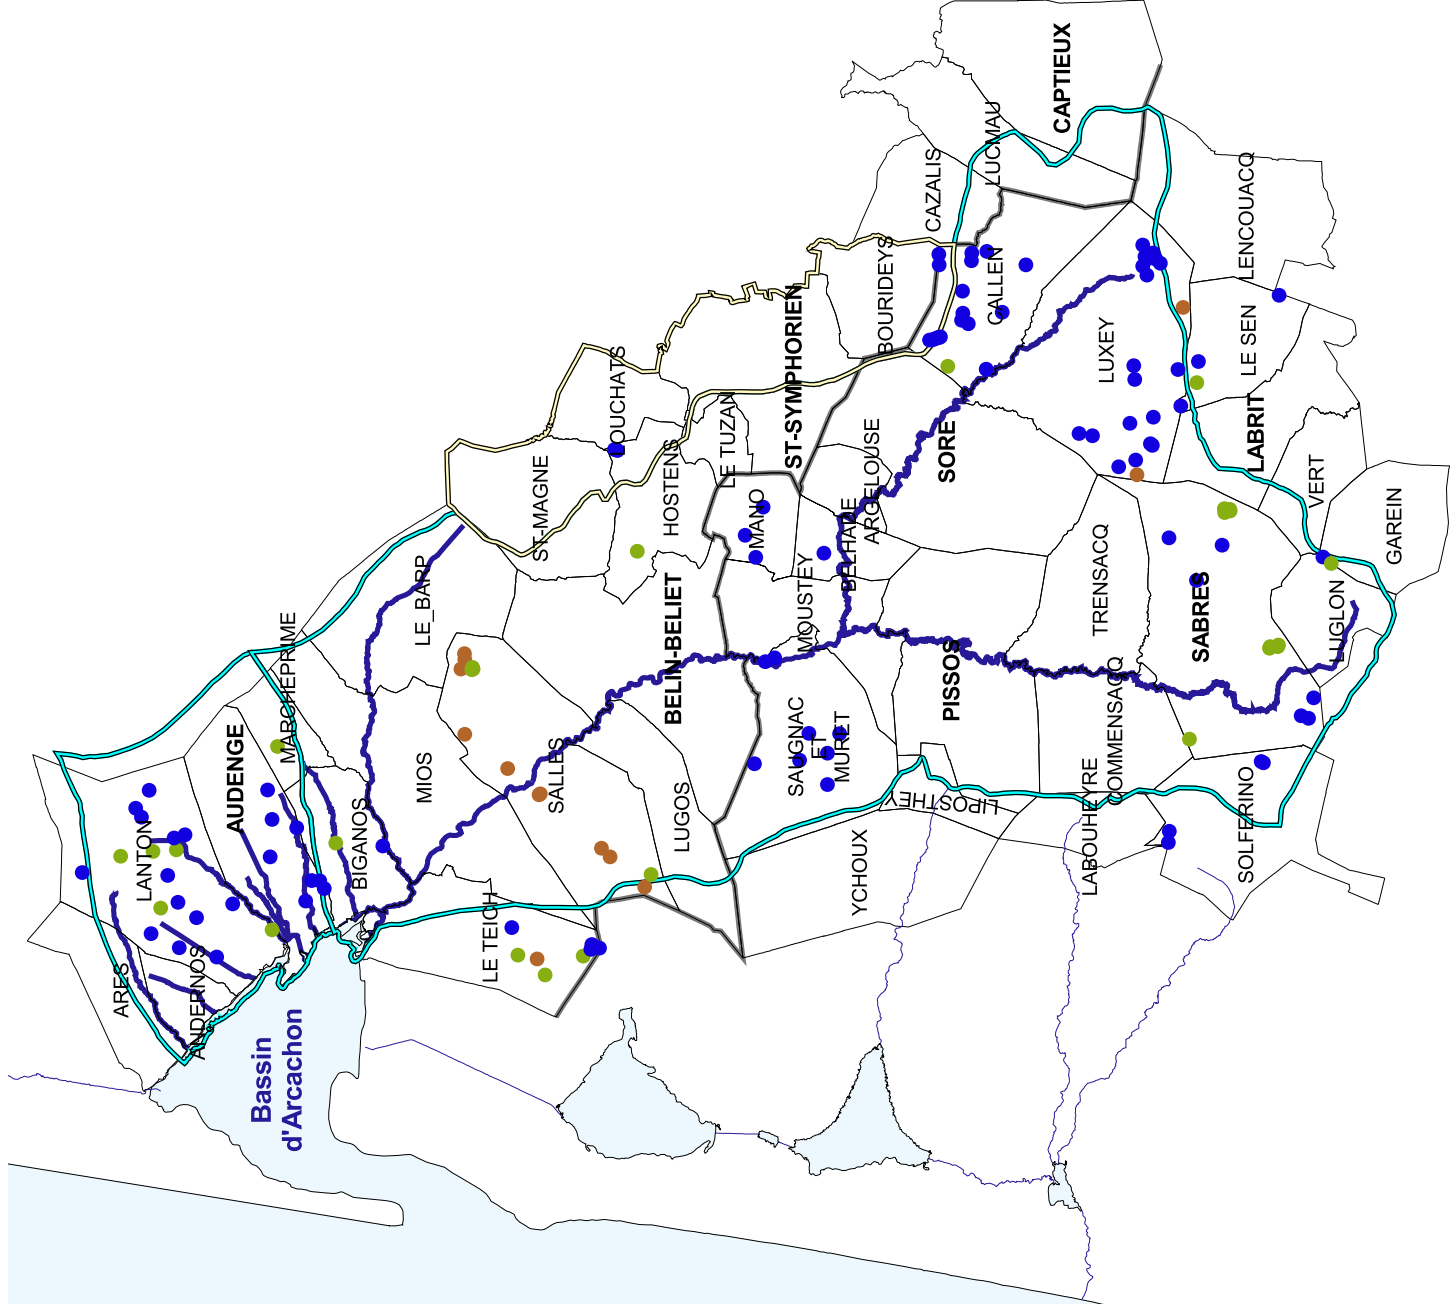 CAPTIEUX
LUCMAU
CAZALIS
LENCOUACQ
BOURIDEYS
CALLEN
ST-SYMPHORIEN
LUXEY
LE SEN
LOUCHATS
LE TUZAN
HOSTENS
ST-MAGNE
SORE
LABRIT
ARGELOUSE
BELHADE
VERT
GAREIN
MANO
MOUSTEY
LE_BARP
BELIN-BELIET
TRENSACQ
SABRES
LUGLON
MARCHEPRIME
AUDENGE
PISSOS
COMMENSACQ
SAUGNAC
ET
MURET
MIOS
SALLES
LUGOS
LIPOSTHEY
LABOUHEYRE
SOLFERINO
BIGANOS
LANTON
YCHOUX
LE TEICH
ARES
ANDERNOS
Bassin
d'Arcachon